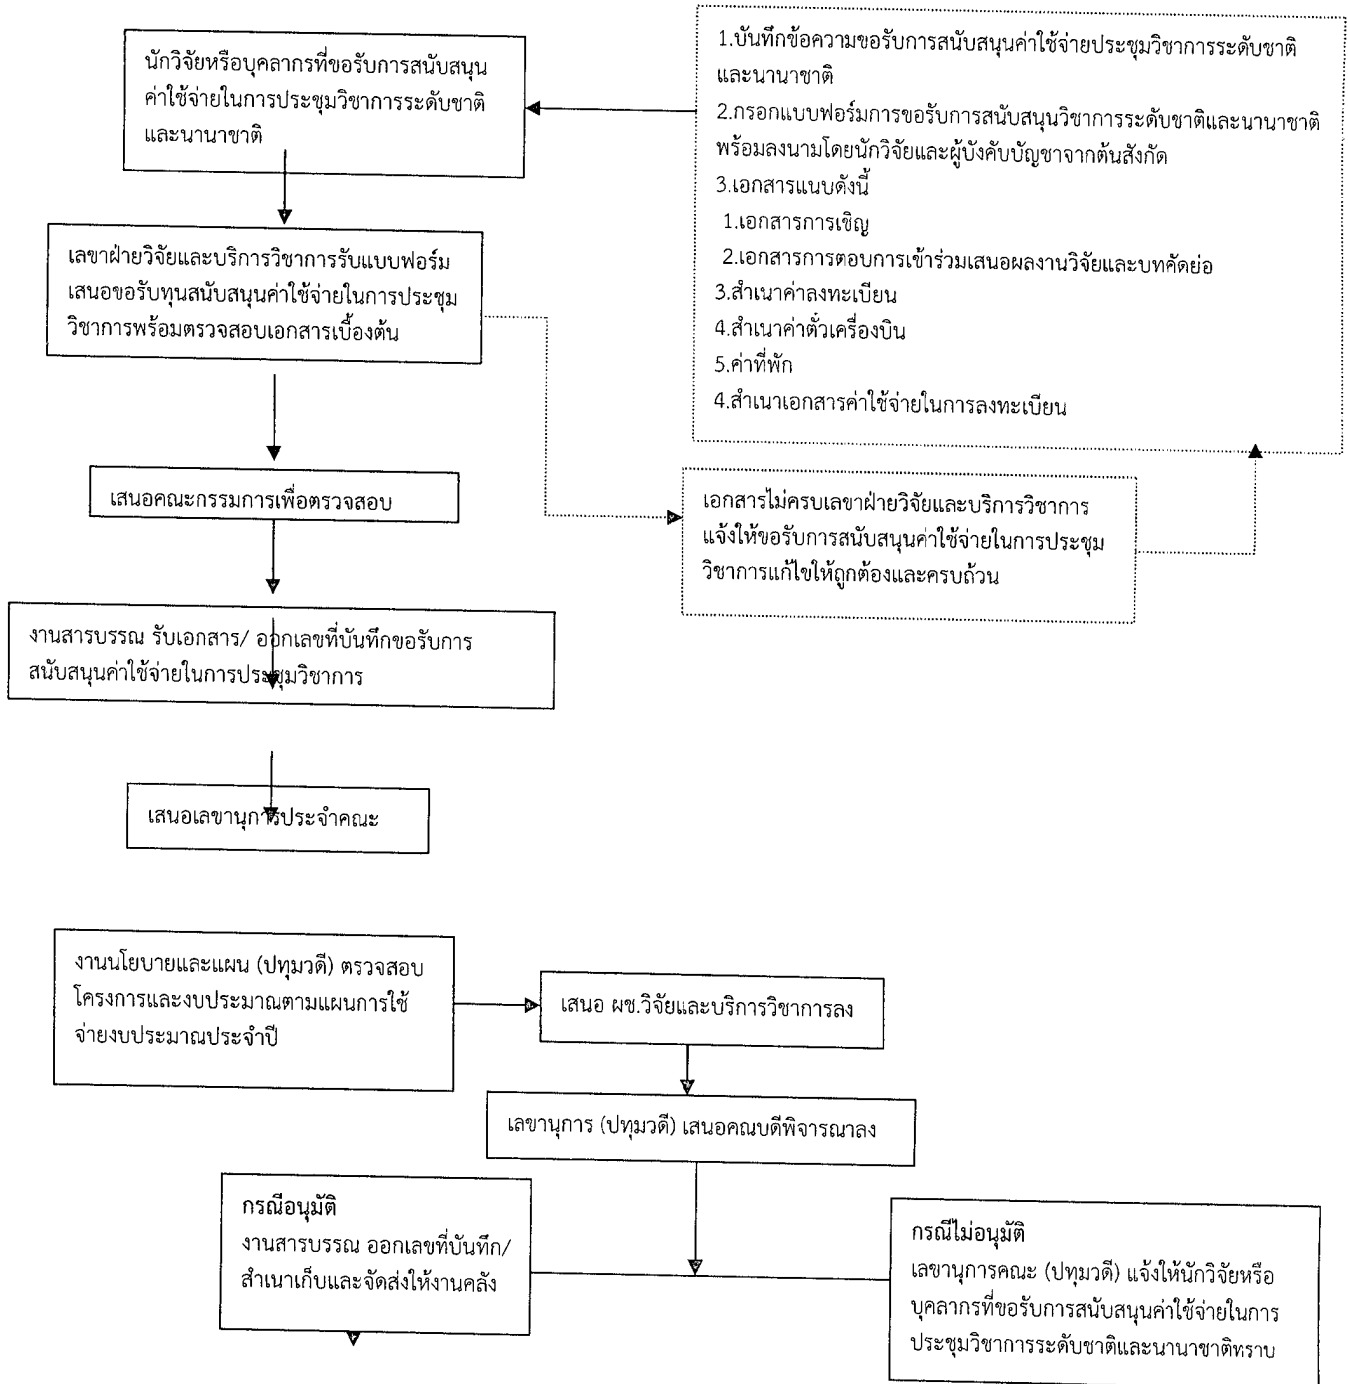 นักวิจัยหรือบุคลากรที่ขอรับการสนับสนุน
ค่าใช้จ่ายในการประชุมวิชาการระดับชาติ
และนานาชาติ
1.บันทึกข้อความขอรับการสนับสนุนค่าใช้จ่ายประชุมวิชาการระดับชาติ
และนานาชาติ
2.กรอกแบบฟอร์มการขอรับการสนับสนุนวิชาการระดับชาติและนานาชาติ
พร้อมลงนามโดยนักวิจัยและผู้บังคับบัญชาจากต้นสังกัด
3.เอกสารแนบดังนี้
1.เอกสารการเชิญ
2.เอกสารการตอบการเข้าร่วมเสนอผลงานวิจัยและบทคัดย่อ
3.สำเนาค่าลงทะเบียน
4.สำเนาค่าตั๋วเครื่องบิน
5.ค่าที่พัก
4.สำเนาเอกสารค่าใช้จ่ายในการลงทะเบียน
เลขาฝ่ายวิจัยและบริการวิชาการรับแบบฟอร์ม
เสนอขอรับทุนสนับสนุนค่าใช้จ่ายในการประชุม
วิชาการพร้อมตรวจสอบเอกสารเบื้องต้น
เสนอคณะกรรมการเพื่อตรวจสอบ
เอกสารไม่ครบเลขาฝ่ายวิจัยและบริการวิชาการ
แจ้งให้ขอรับการสนับสนุนค่าใช้จ่ายในการประชุม
วิชาการแก้ไขให้ถูกต้องและครบถ้วน
งานสารบรรณ รับเอกสาร/ ออกเลขที่บันทึกขอรับการ
สนับสนุนค่าใช้จ่ายในการประชุมวิชาการ
เสนอเลขานุการประจำคณะ
งานนโยบายและแผน (ปทุมวดี) ตรวจสอบ
โครงการและงบประมาณตามแผนการใช้
จ่ายงบประมาณประจำปี
เสนอ ผช.วิจัยและบริการวิชาการลง
เลขานุการ (ปทุมวดี) เสนอคณบดีพิจารณาลง
กรณีอนุมัติ
งานสารบรรณ ออกเลขที่บันทึก/
สำเนาเก็บและจัดส่งให้งานคลัง
กรณีไม่อนุมัติ
เลขานุการคณะ (ปทุมวดี) แจ้งให้นักวิจัยหรือ
บุคลากรที่ขอรับการสนับสนุนค่าใช้จ่ายในการ
ประชุมวิชาการระดับชาติและนานาชาติทราบ